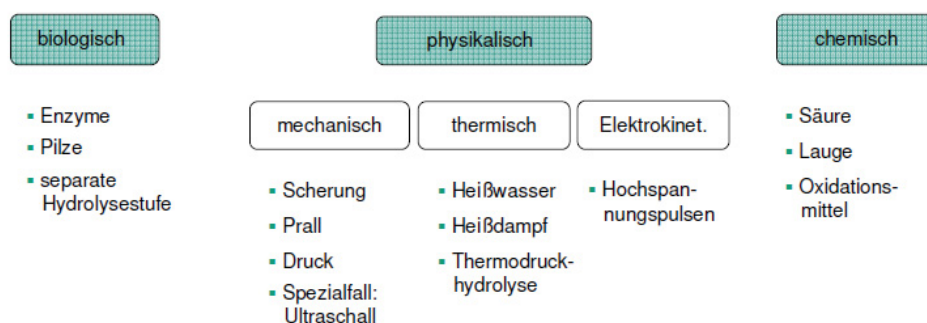 biologisch
physikalisch
chemisch
▪ Enzyme
▪ Pilze
▪ separate
Hydrolysestufe
mechanisch
▪ Scherung
▪ Prall
▪ Druck
▪ Spezialfall:
Ultraschall
thermisch
▪ Heißwasser
▪ Heißdampf
▪ Thermodruck-
hydrolyse
Elektrokinet.
▪ Hochspan-
nungspulsen
▪ Säure
▪ Lauge
▪ Oxidations-
mittel